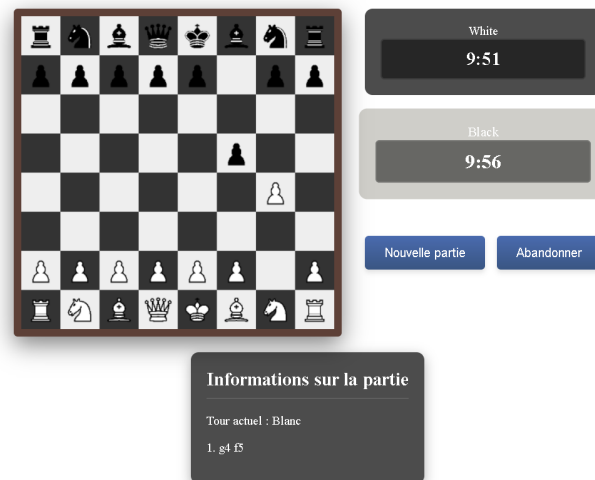 White
9:51
Black
9:56
Nouvelle partie
Abandonner
Informations sur la partie
Tour actuel : Blanc
1. g4 f5